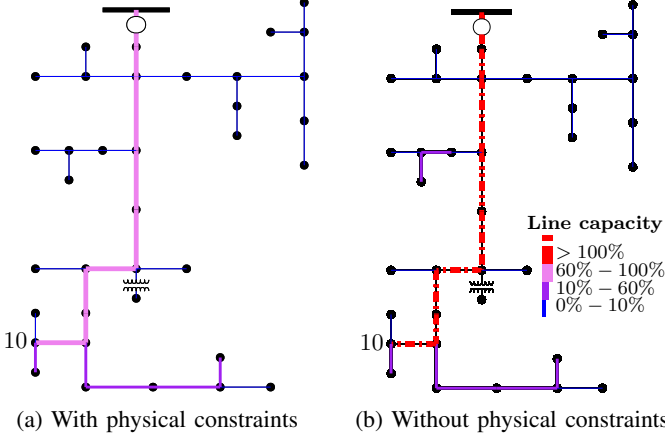 Line capacity
> 100%
60% − 100%
10% − 60%
0% − 10%
10
10
(a) With physical constraints
(b) Without physical constraints